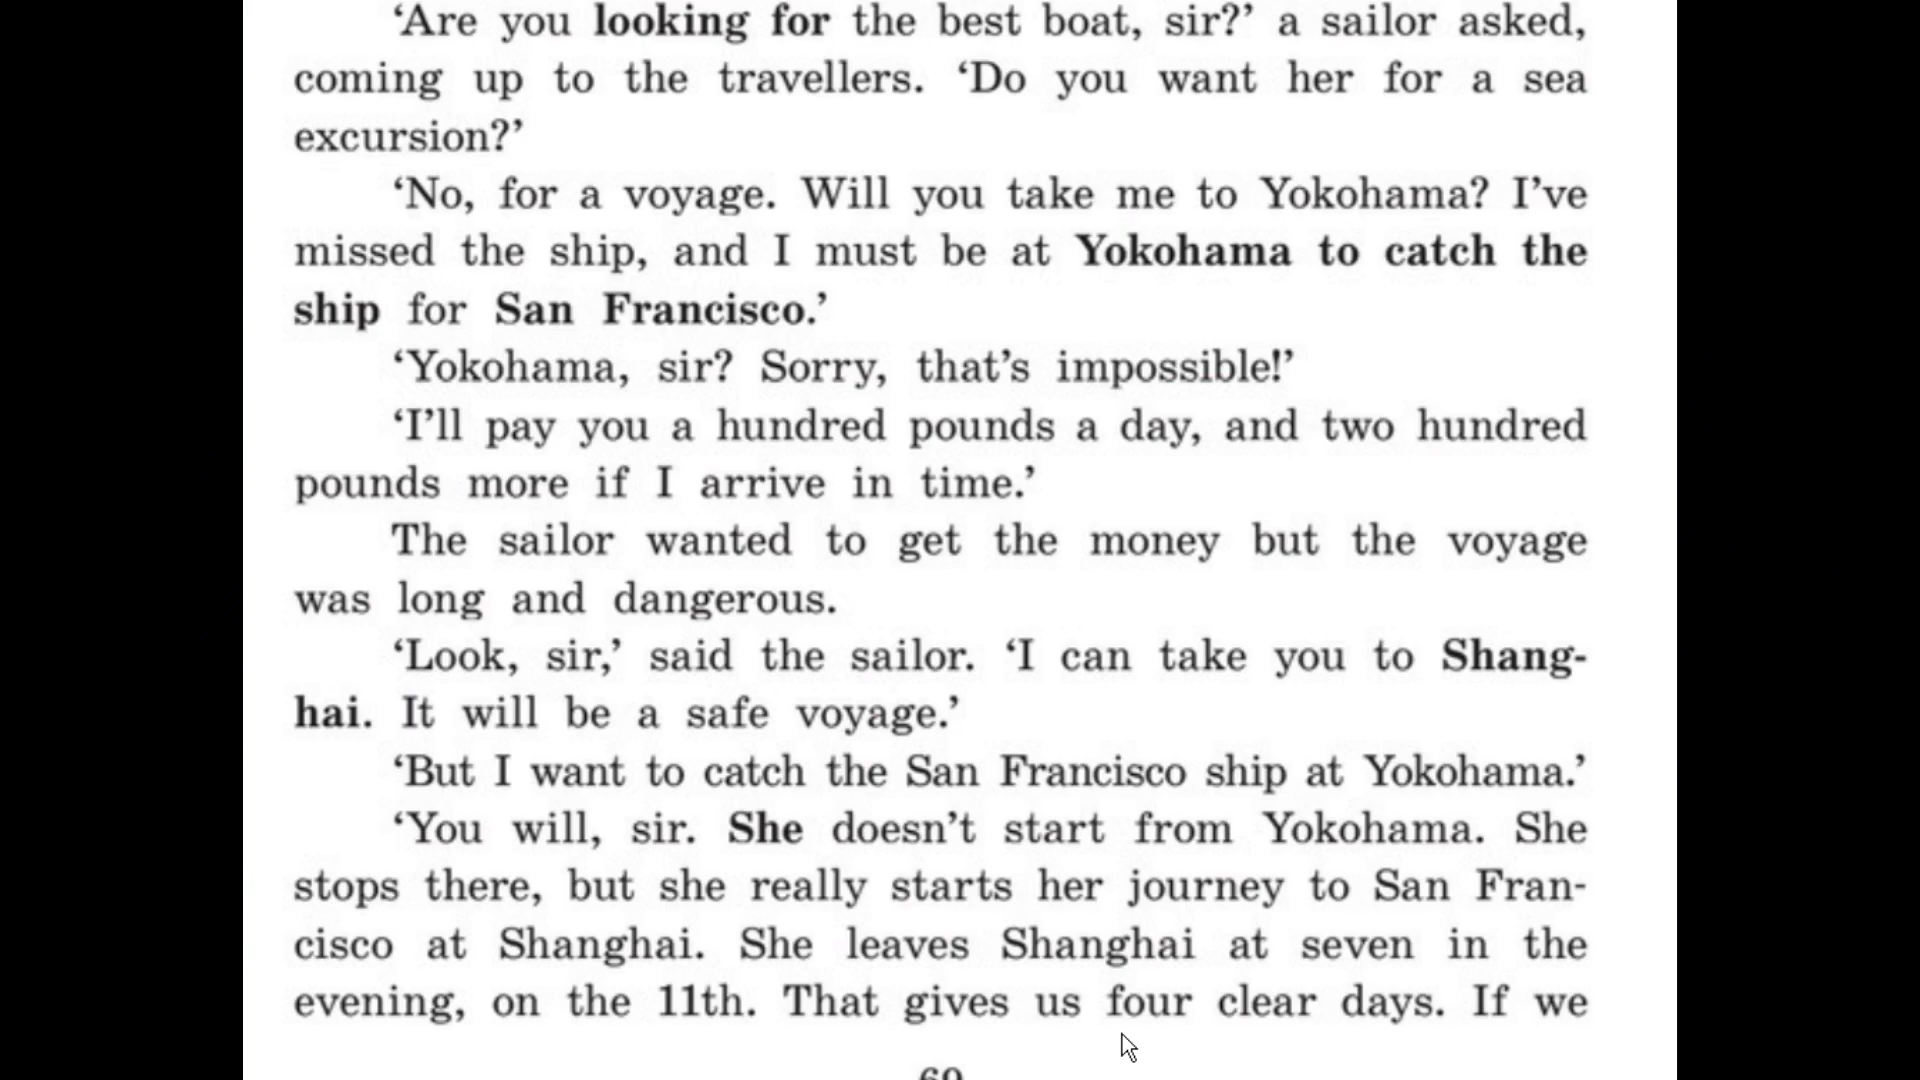 ‘Are you looking for the best boat, sir?’ a sailor asked,
coming up to the travellers. ‘Do you want her for a sea
excursion?’
‘No, for a voyage. Will you take me to Yokohama? I’ve
missed the ship, and I must be at Yokohama to catch the
ship for San Francisco.’
‘Yokohama, sir? Sorry, that’s impossible!’
‘I’ll pay you a hundred pounds a day, and two hundred
pounds more if I arrive in time.’
The sailor wanted to get the money but the voyage
was long and dangerous.
‘Look, sir,’ said the sailor. ‘I can take you to Shang-
hai. It will be a safe voyage.’
‘But I want to catch the San Francisco ship at Yokohama.’
‘You will, sir. She doesn’t start from Yokohama. She
stops there, but she really starts her journey to San Fran-
cisco at Shanghai. She leaves Shanghai at seven in the
evening, on the 11th. That gives us four clear days. If we